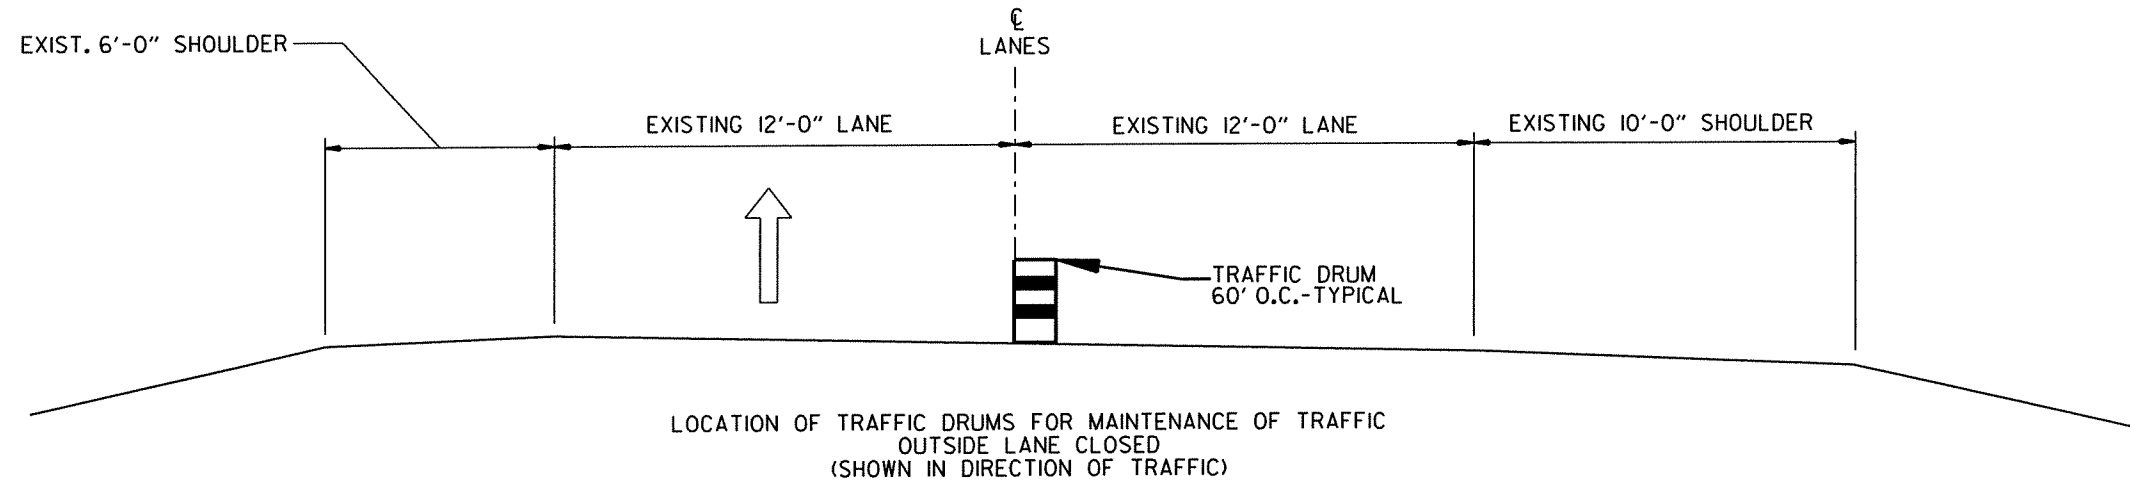 ℄
LANES
EXIST. 6'-0" SHOULDER
EXISTING 12'-0" LANE
EXISTING 12'-0" LANE
EXISTING 10'-0" SHOULDER
TRAFFIC DRUM
60' O.C.-TYPICAL
LOCATION OF TRAFFIC DRUMS FOR MAINTENANCE OF TRAFFIC
OUTSIDE LANE CLOSED
(SHOWN IN DIRECTION OF TRAFFIC)